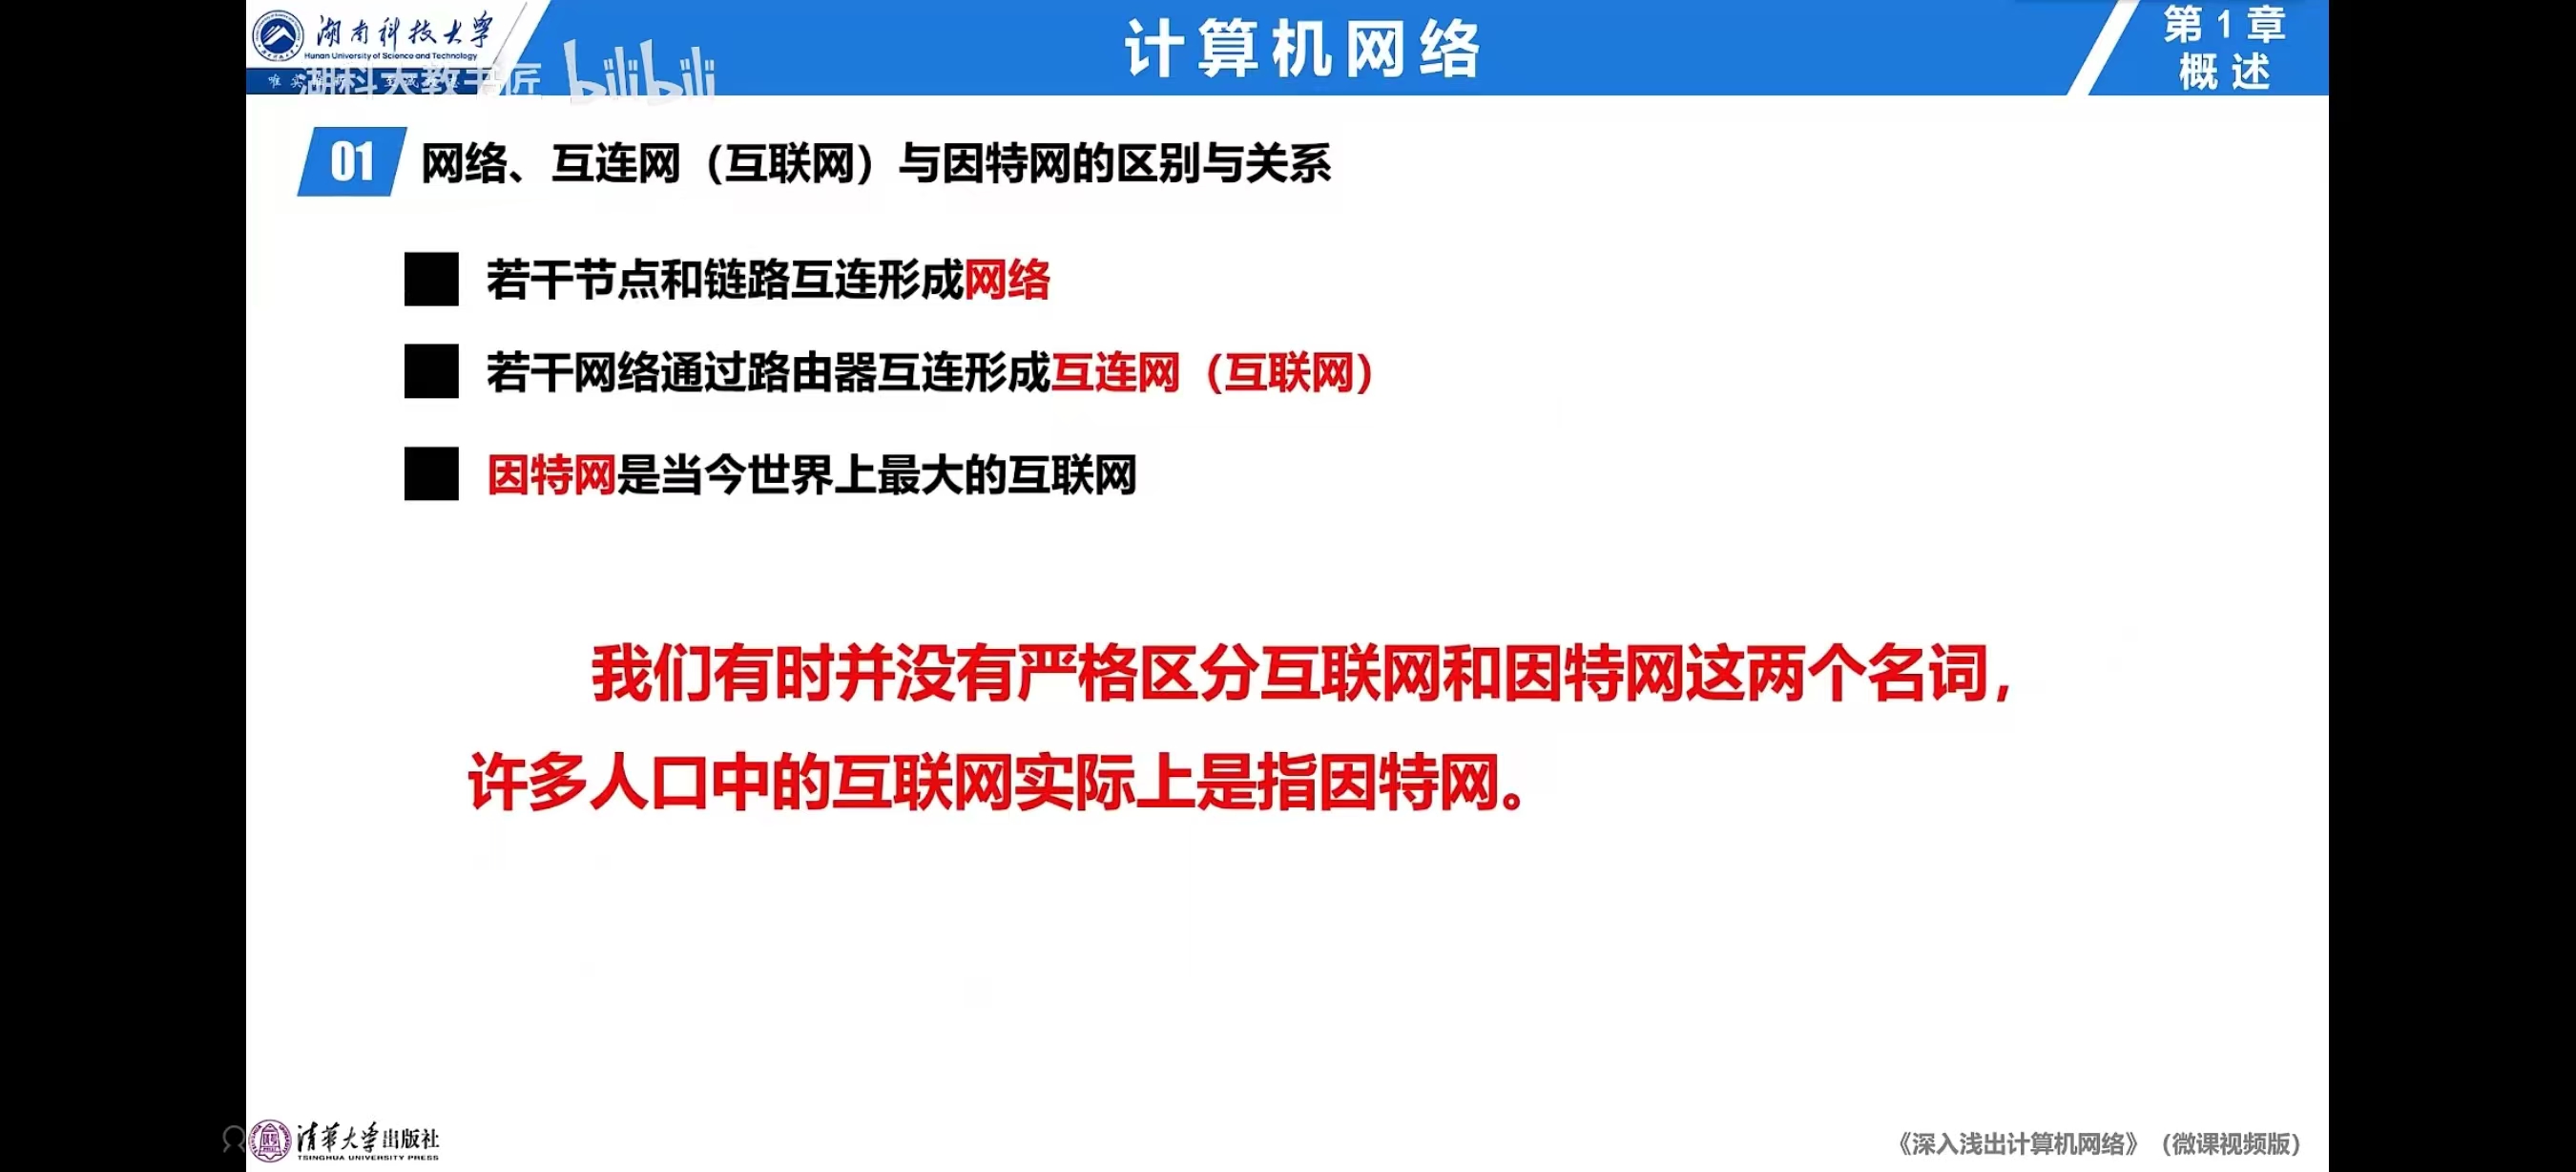 湖南科技大学
Hunan University of Science and Technology
湖科大教书匠 bilibili
计算机网络
第1章
概述
01 网络、互连网（互联网）与因特网的区别与关系
若干节点和链路互连形成网络
若干网络通过路由器互连形成互连网（互联网）
因特网是当今世界上最大的互联网
我们有时并没有严格区分互联网和因特网这两个名词，
许多人口中的互联网实际上是指因特网。
清华大学出版社
TSINGHUA UNIVERSITY PRESS
《深入浅出计算机网络》（微课视频版）